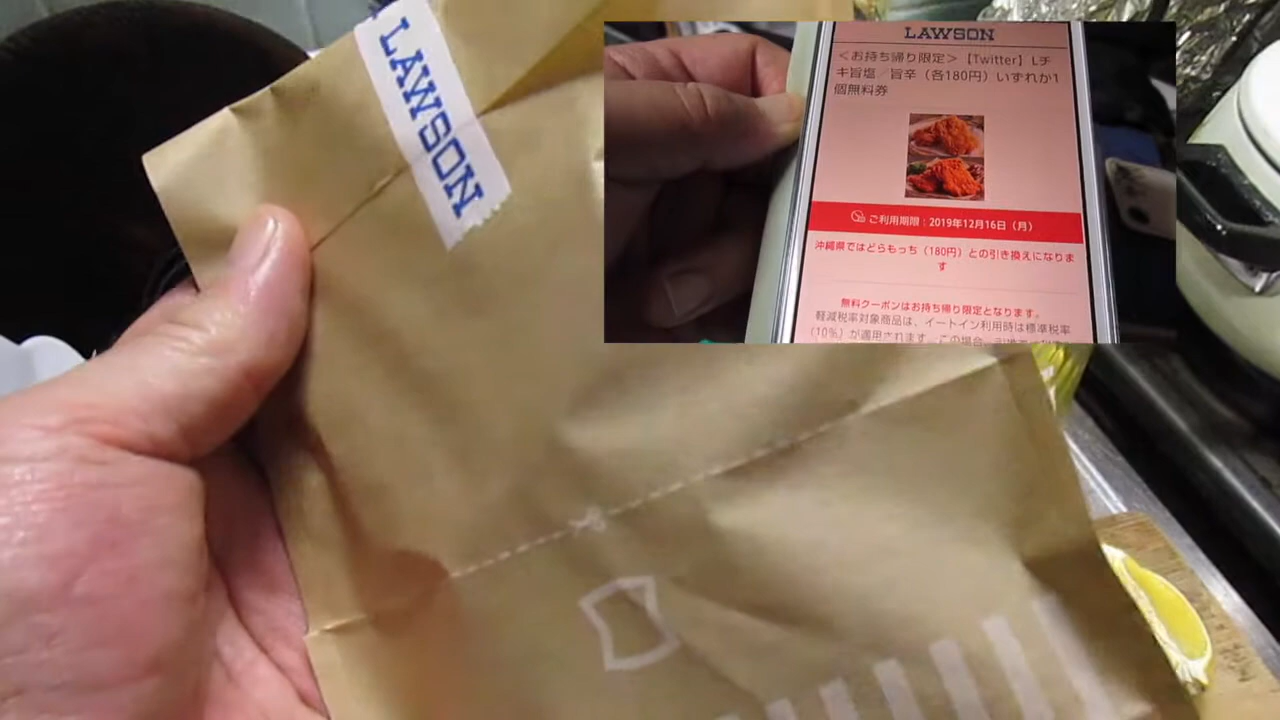 LAWSON
LAWSON
＜お持ち帰り限定＞【Twitter】Lチ
キ旨塩／旨辛（各180円）いずれか1
個無料券
ご利用期限：2019年12月16日（月）
沖縄県ではどらもっち（180円）との引き換えになりま
す
無料クーポンはお持ち帰り限定となります。
軽減税率対象商品は、イートイン利用時は標準税率
（10%）が適用されます。この場合、